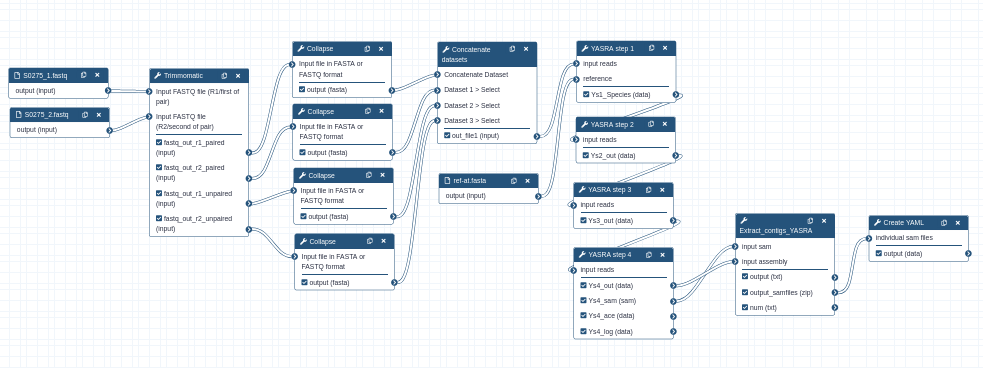 S0275_1.fastq
output (input)
S0275_2.fastq
output (input)
Trimmomatic
Input FASTQ file (R1/first of
pair)
Input FASTQ file
(R2/second of pair)
fastq_out_r1_paired
(input)
fastq_out_r2_paired
(input)
fastq_out_r1_unpaired
(input)
fastq_out_r2_unpaired
(input)
Collapse
Input file in FASTA or
FASTQ format
output (fasta)
Collapse
Input file in FASTA or
FASTQ format
output (fasta)
Collapse
Input file in FASTA or
FASTQ format
output (fasta)
Collapse
Input file in FASTA or
FASTQ format
output (fasta)
Concatenate
datasets
Concatenate Dataset
Dataset 1 > Select
Dataset 2 > Select
Dataset 3 > Select
out_file1 (input)
ref-at.fasta
output (input)
YASRA step 1
input reads
reference
Ys1_Species (data)
YASRA step 2
input reads
Ys2_out (data)
YASRA step 3
input reads
Ys3_out (data)
YASRA step 4
input reads
Ys4_out (data)
Ys4_sam (sam)
Ys4_ace (data)
Ys4_log (data)
Extract_contigs_YASRA
input sam
input assembly
output (txt)
output_samfiles (zip)
num (txt)
Create YAML
individual sam files
output (data)